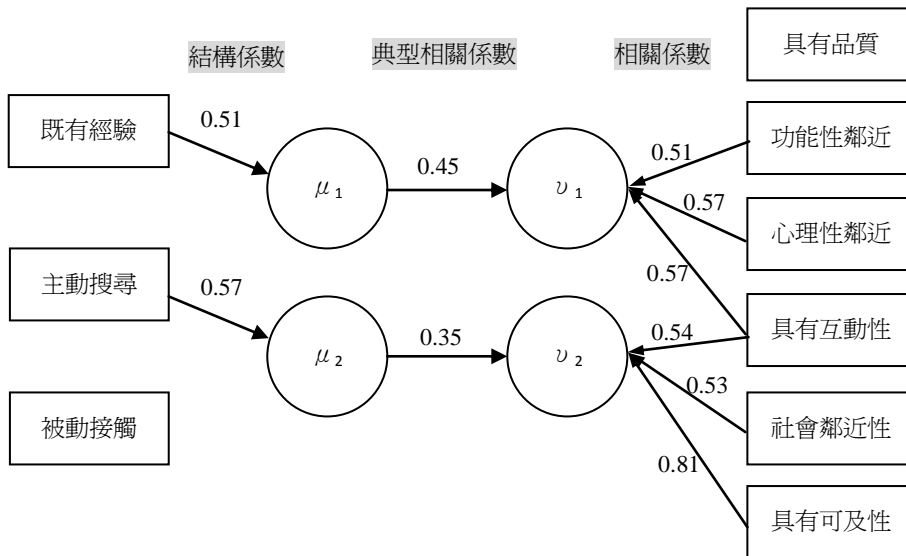 具有品質
結構係數
典型相關係數
相關係數
既有經驗
0.51
μ1
0.45
υ1
0.51
功能性鄰近
0.57
心理性鄰近
0.57
主動搜尋
0.57
μ2
0.35
υ2
0.54
具有互動性
0.53
社會鄰近性
被動接觸
0.81
具有可及性